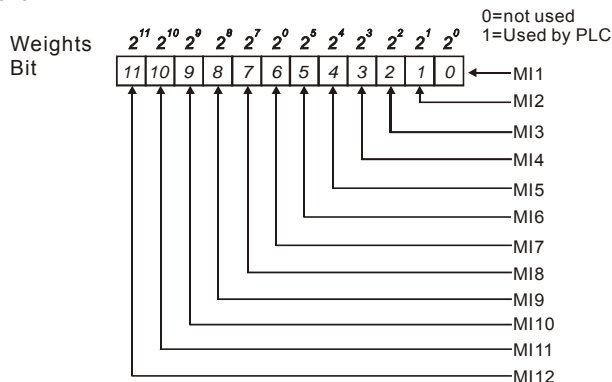 0=not used
1=Used by PLC
Weights 2¹¹ 2¹⁰ 2⁹ 2⁸ 2⁷ 2⁰ 2⁵ 2⁴ 2³ 2² 2¹ 2⁰
Bit 11 10 9 8 7 6 5 4 3 2 1 0
MI1
MI2
MI3
MI4
MI5
MI6
MI7
MI8
MI9
MI10
MI11
MI12